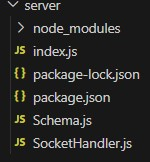 server
node_modules
JS index.js
{} package-lock.json
{} package.json
JS Schema.js
JS SocketHandler.js